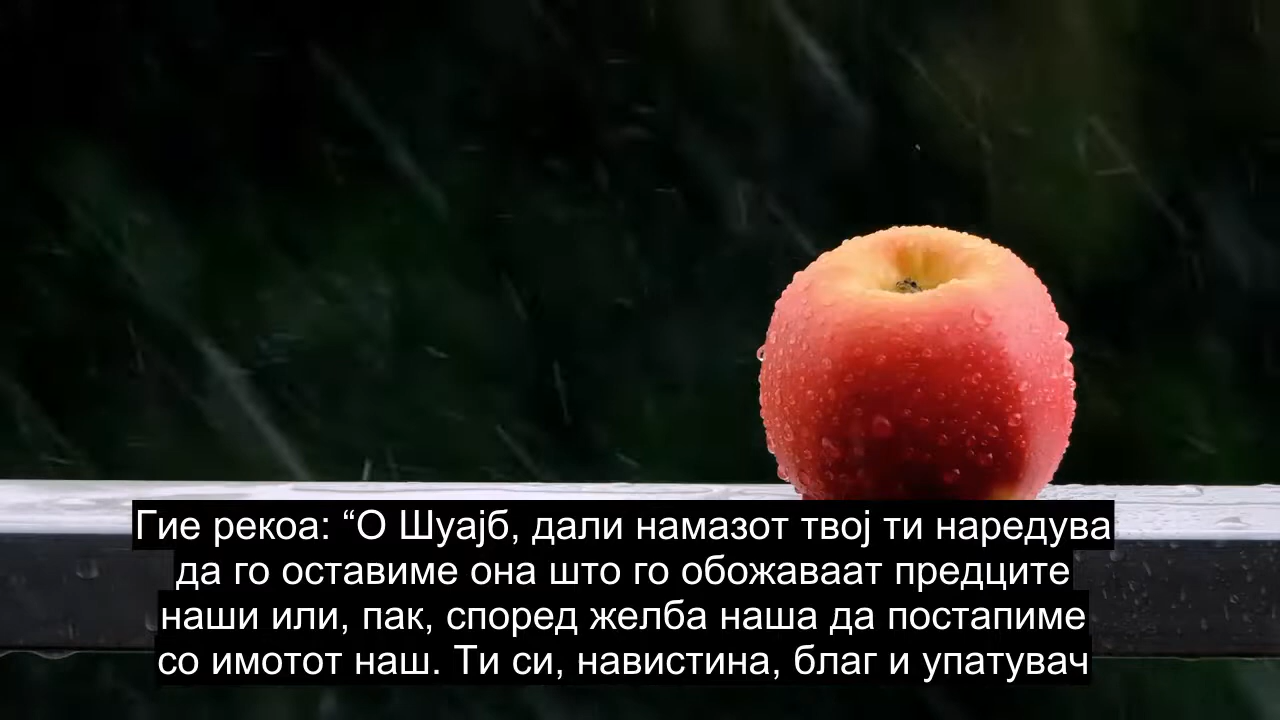 Гие рекоа: “О Шуајб, дали намазот твој ти наредува
да го оставиме она што го обожаваат предците
наши или, пак, според желба наша да постапиме
со имотот наш. Ти си, навистина, благ и упатувач